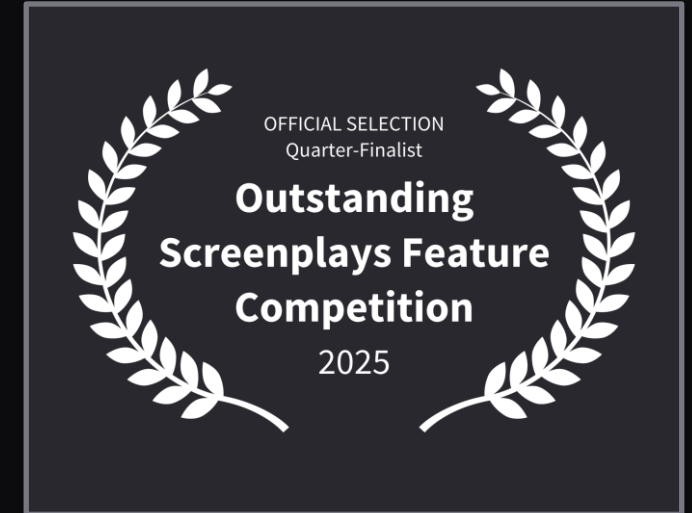 OFFICIAL SELECTION
Quarter-Finalist
Outstanding
Screenplays Feature
Competition
2025